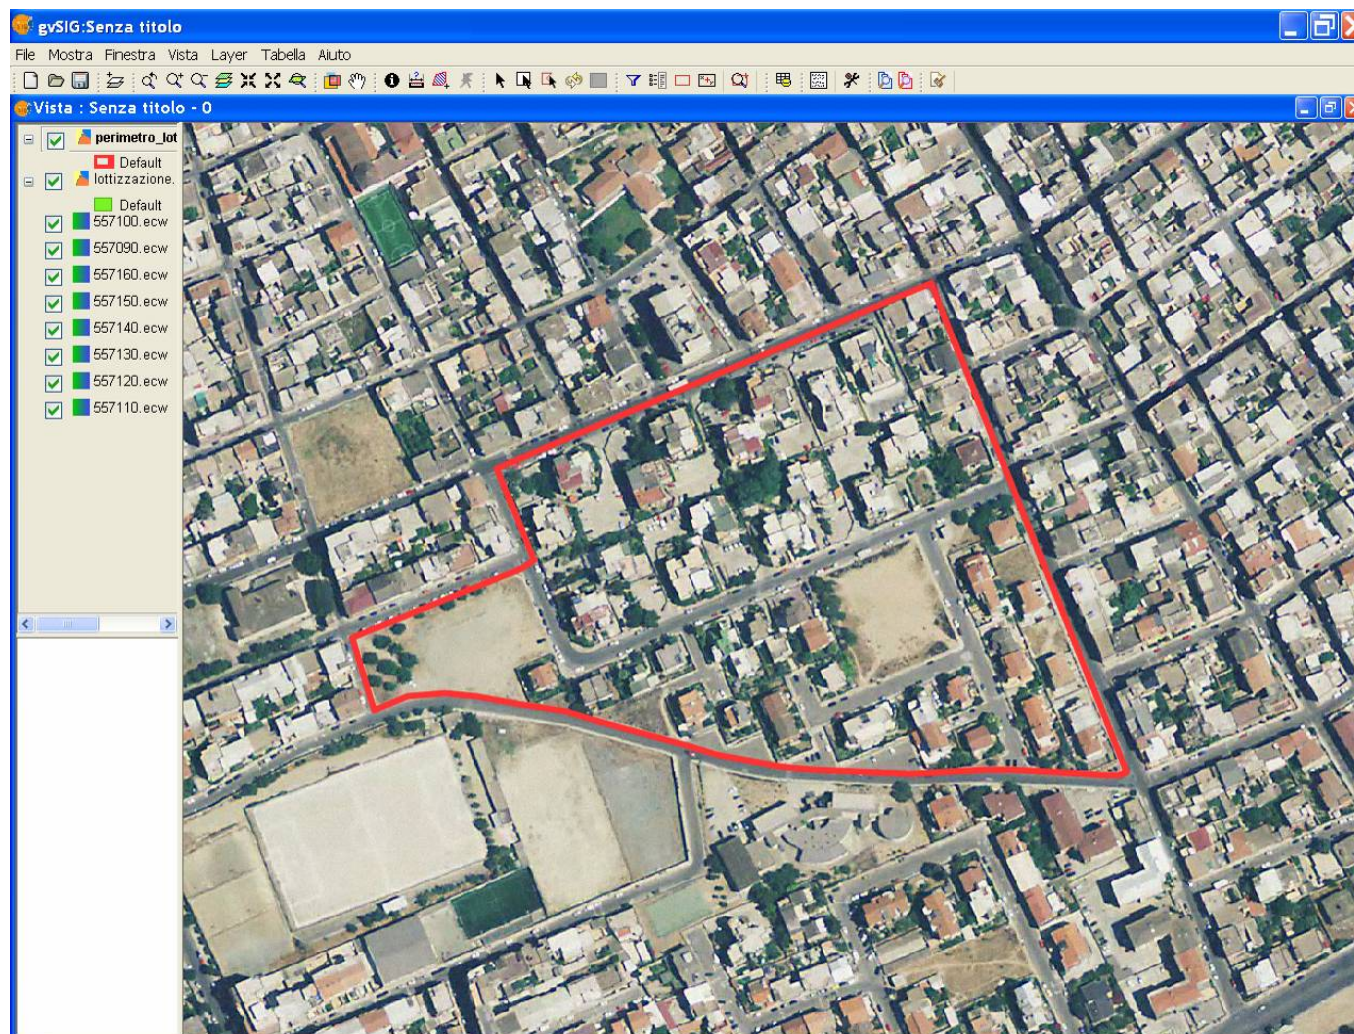 gvSIG:Senza titolo
File Mostra Finestra Vista Layer Tabella Aiuto
Vista : Senza titolo - 0
perimetro_lot
Default
lottizzazione.
Default
557100.ecw
557090.ecw
557160.ecw
557150.ecw
557140.ecw
557130.ecw
557120.ecw
557110.ecw